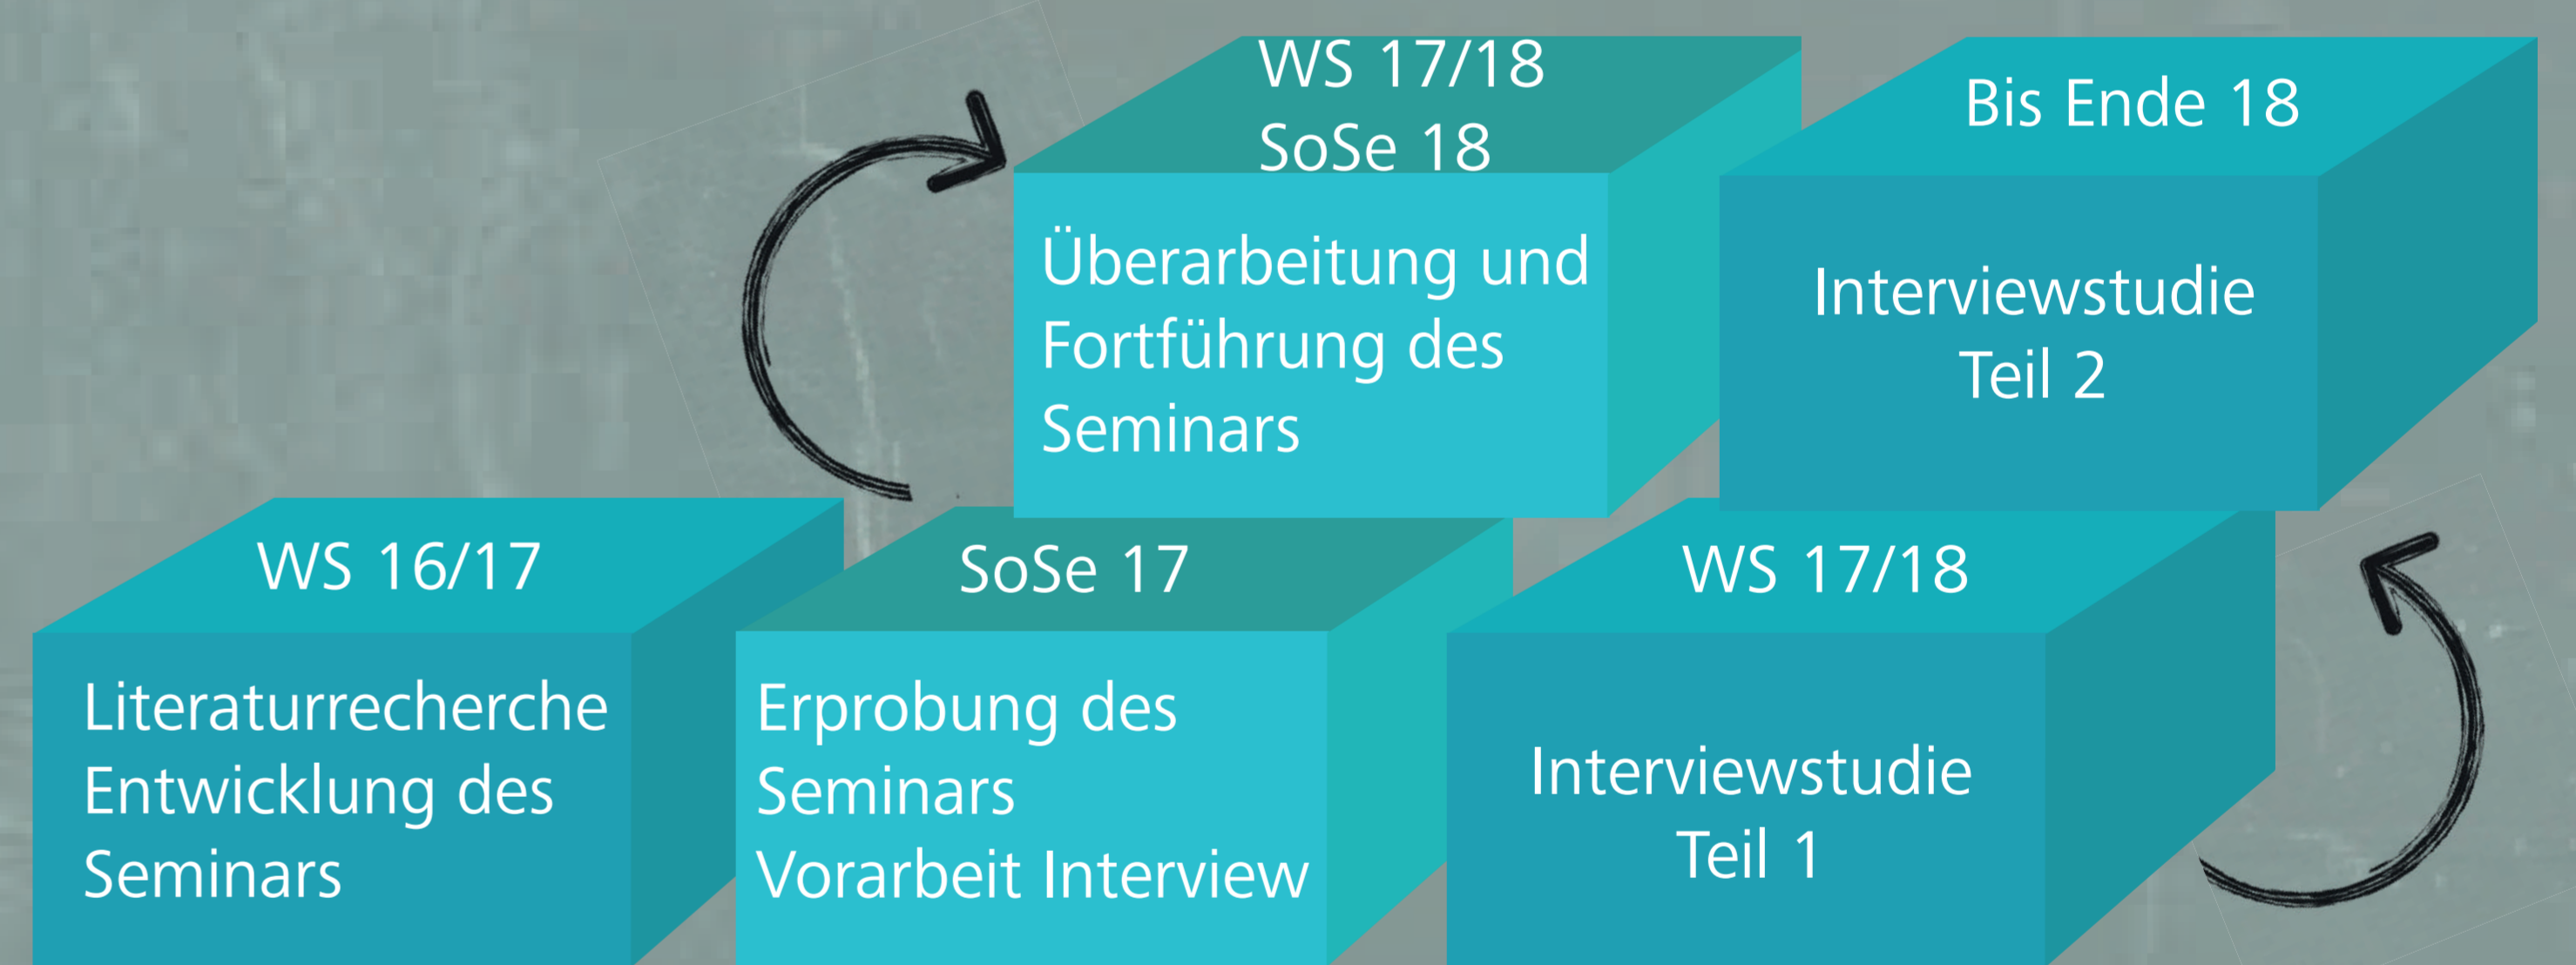 WS 17/18
SoSe 18
Überarbeitung und
Fortführung des
Seminars
Bis Ende 18
Interviewstudie
Teil 2
WS 16/17
Literaturrecherche
Entwicklung des
Seminars
SoSe 17
Erprobung des
Seminars
Vorarbeit Interview
WS 17/18
Interviewstudie
Teil 1